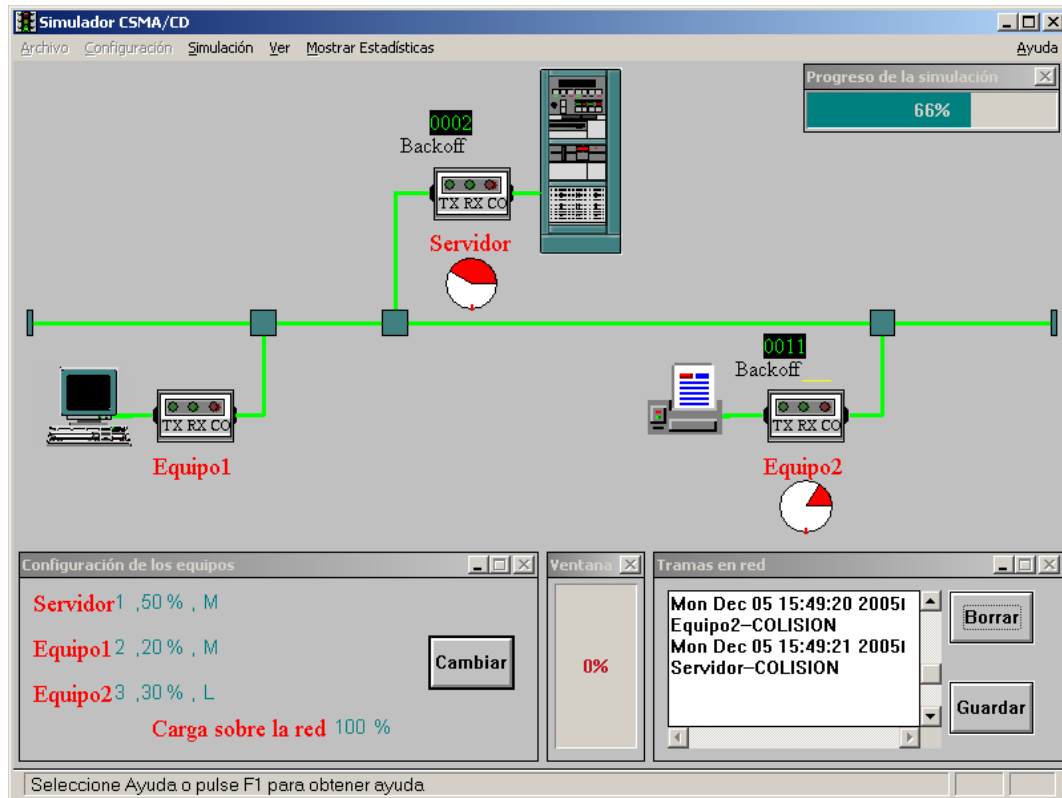 Simulador CSMA/CD
Archivo Configuración Simulación Ver Mostrar Estadísticas Ayuda
Progreso de la simulación
66%
0002
Backoff
TX RX CO
Servidor
0011
Backoff
TX RX CO
TX RX CO
Equipo1
Equipo2
Configuración de los equipos
Servidor 1 ,50 % , M
Equipo1 2 ,20 % , M
Equipo2 3 ,30 % , L
Carga sobre la red 100 %
Cambiar
Ventana
0%
Tramas en red
Mon Dec 05 15:49:20 2005
Equipo2-COLISION
Mon Dec 05 15:49:21 2005
Servidor-COLISION
Borrar
Guardar
Seleccione Ayuda o pulse F1 para obtener ayuda